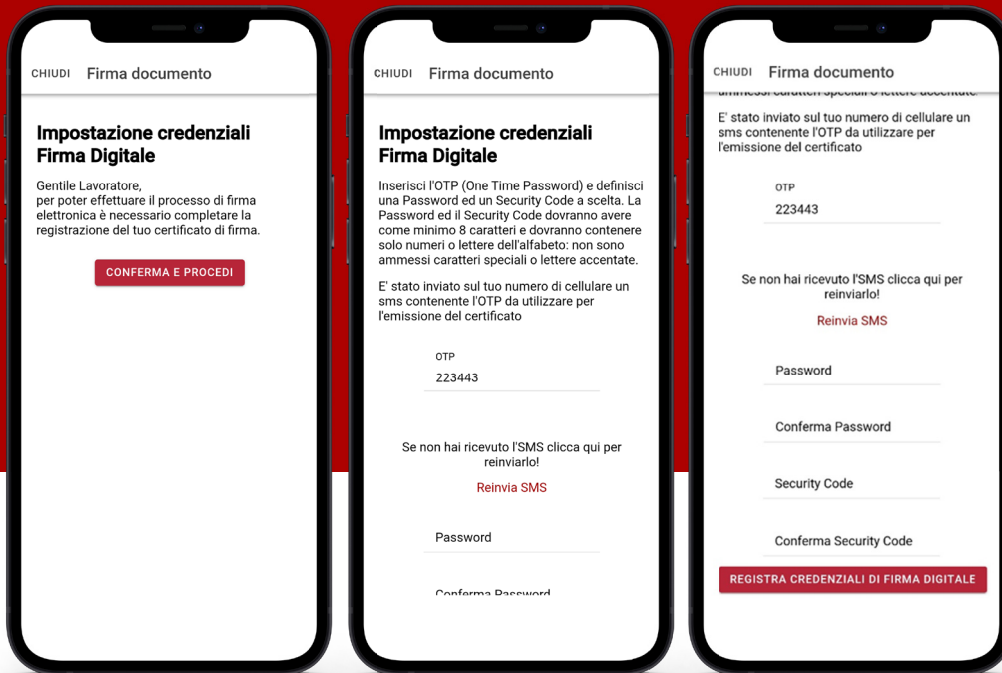 CHIUDI Firma documento
Impostazione credenziali
Firma Digitale
Gentile Lavoratore,
per poter effettuare il processo di firma
elettronica è necessario completare la
registrazione del tuo certificato di firma.
CONFERMA E PROCEDI
CHIUDI Firma documento
Impostazione credenziali
Firma Digitale
Inserisci l'OTP (One Time Password) e definisci
una Password ed un Security Code a scelta. La
Password ed il Security Code dovranno avere
come minimo 8 caratteri e dovranno contenere
solo numeri o lettere dell'alfabeto: non sono
ammessi caratteri speciali o lettere accentate.
E' stato inviato sul tuo numero di cellulare un
sms contenente l'OTP da utilizzare per
l'emissione del certificato
OTP
223443
Se non hai ricevuto l'SMS clicca qui per
reinviarlo!
Reinvia SMS
Password
Conferma Password
CHIUDI Firma documento
ammessi caratteri speciali o lettere accentate.
E' stato inviato sul tuo numero di cellulare un
sms contenente l'OTP da utilizzare per
l'emissione del certificato
OTP
223443
Se non hai ricevuto l'SMS clicca qui per
reinviarlo!
Reinvia SMS
Password
Conferma Password
Security Code
Conferma Security Code
REGISTRA CREDENZIALI DI FIRMA DIGITALE